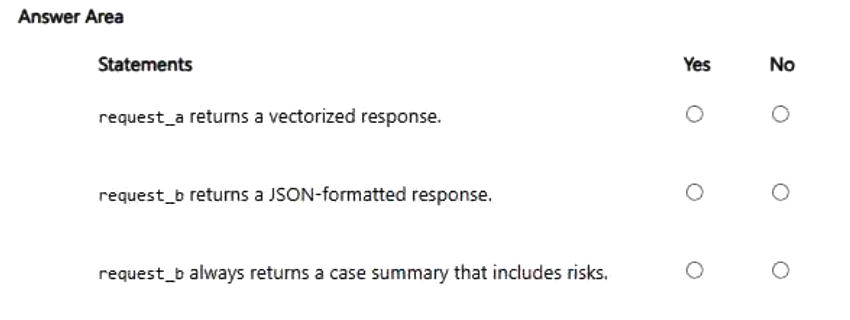 Answer Area
Statements Yes No
request_a returns a vectorized response.
request_b returns a JSON-formatted response.
request_b always returns a case summary that includes risks.